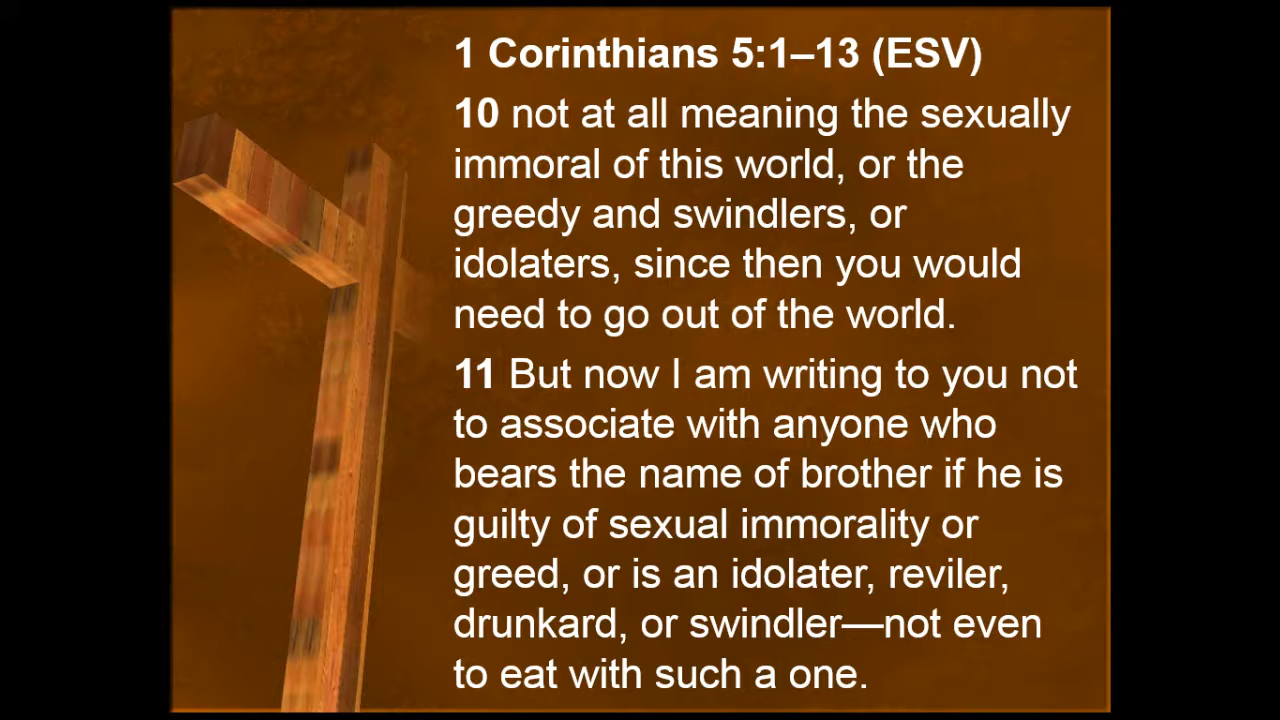 1 Corinthians 5:1–13 (ESV)
10 not at all meaning the sexually
immoral of this world, or the
greedy and swindlers, or
idolaters, since then you would
need to go out of the world.
11 But now I am writing to you not
to associate with anyone who
bears the name of brother if he is
guilty of sexual immorality or
greed, or is an idolater, reviler,
drunkard, or swindler—not even
to eat with such a one.